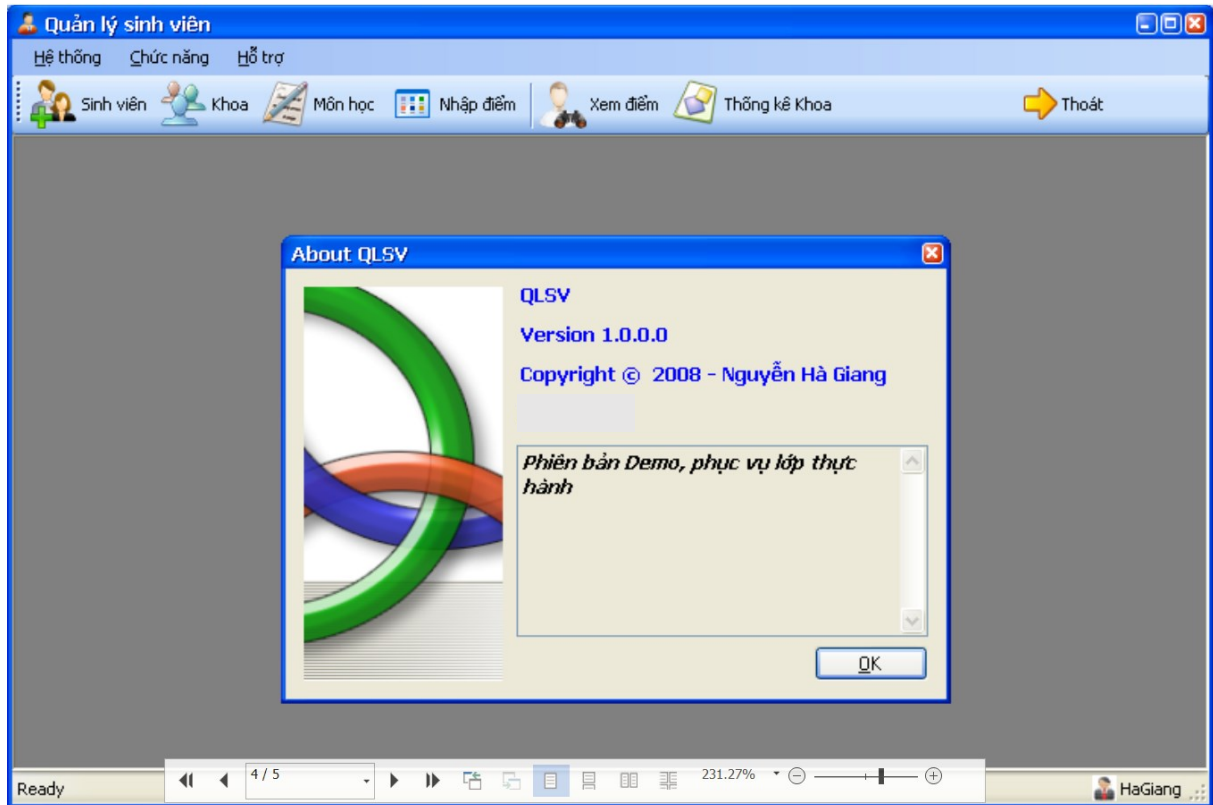 Quản lý sinh viên
Hệ thống Chức năng Hỗ trợ
Sinh viên Khoa Môn học Nhập điểm Xem điểm Thống kê Khoa Thoát
About QLSV
QLSV
Version 1.0.0.0
Copyright © 2008 - Nguyễn Hà Giang
Phiên bản Demo, phục vụ lớp thực
hành
OK
Ready 4 / 5 231.27% HaGiang